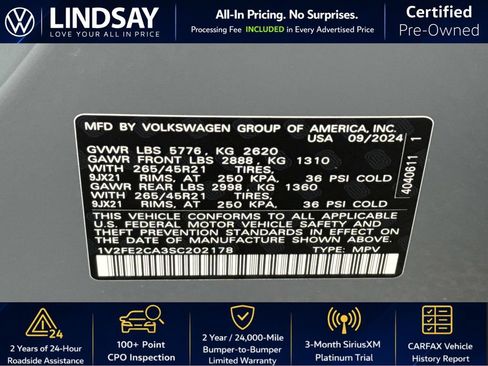 LINDSAY
LOVE YOUR ALL IN PRICE
All-In Pricing. No Surprises.
Processing Fee INCLUDED in Every Advertised Price
Certified
Pre-Owned
MFD BY VOLKSWAGEN GROUP OF AMERICA, INC.
USA 09/2024
GVWR LBS 5776, KG 2620
GAWR FRONT LBS 2888, KG 1310
WITH 265/45R21 TIRES,
9JX21 RIMS, AT 250 KPA, 36 PSI COLD
GAWR REAR LBS 2998, KG 1360
WITH 265/45R21 TIRES,
9JX21 RIMS, AT 250 KPA, 36 PSI COLD
THIS VEHICLE CONFORMS TO ALL APPLICABLE
U.S. FEDERAL MOTOR VEHICLE SAFETY AND
THEFT PREVENTION STANDARDS IN EFFECT ON THE
DATE OF MANUFACTURE SHOWN ABOVE.
1V2FE2CA3SC202178 TYPE: MPV
4040611 1
24
2 Years of 24-Hour
Roadside Assistance
100+ Point
CPO Inspection
2 Year / 24,000-Mile
Bumper-to-Bumper
Limited Warranty
3-Month SiriusXM
Platinum Trial
CARFAX Vehicle
History Report